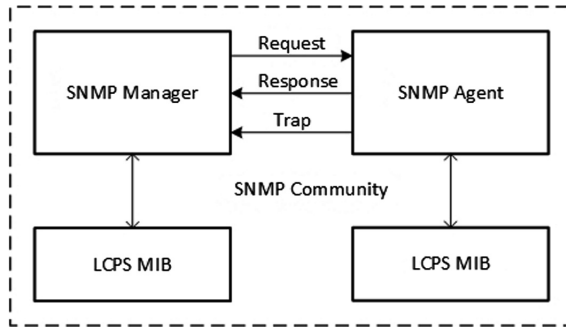 Request
SNMP Manager
Response
SNMP Agent
Trap
SNMP Community
LCPS MIB
LCPS MIB